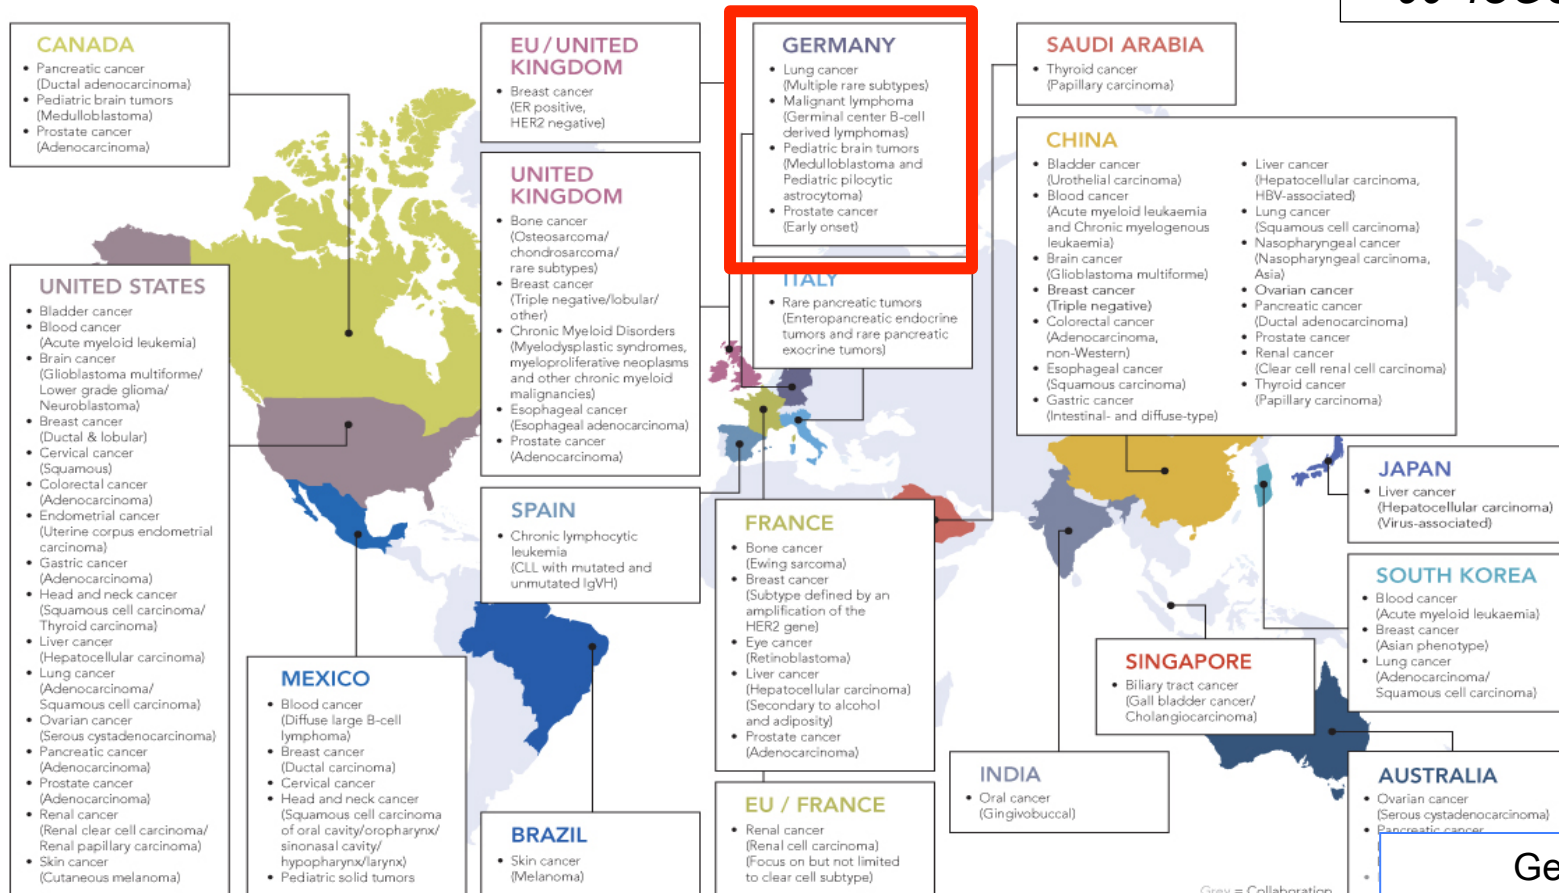 CANADA
• Pancreatic cancer
(Ductal adenocarcinoma)
• Pediatric brain tumors
(Medulloblastoma)
• Prostate cancer
(Adenocarcinoma)
UNITED STATES
• Bladder cancer
• Blood cancer
(Acute myeloid leukemia)
• Brain cancer
(Glioblastoma multiforme/
Lower grade glioma/
Neuroblastoma)
• Breast cancer
(Ductal & lobular)
• Cervical cancer
(Squamous)
• Colorectal cancer
(Adenocarcinoma)
• Endometrial cancer
(Uterine corpus endometrial
carcinoma)
• Gastric cancer
(Adenocarcinoma)
• Head and neck cancer
(Squamous cell carcinoma/
Thyroid carcinoma)
• Liver cancer
(Hepatocellular carcinoma)
• Lung cancer
(Adenocarcinoma/
Squamous cell carcinoma)
• Ovarian cancer
(Serous cystadenocarcinoma)
• Pancreatic cancer
(Adenocarcinoma)
• Prostate cancer
(Adenocarcinoma)
• Renal cancer
(Renal clear cell carcinoma/
Renal papillary carcinoma)
• Skin cancer
(Cutaneous melanoma)
MEXICO
• Blood cancer
(Diffuse large B-cell
lymphoma)
• Breast cancer
(Ductal carcinoma)
• Cervical cancer
• Head and neck cancer
(Squamous cell carcinoma
of oral cavity/oropharynx/
sinonasal cavity/
hypopharynx/larynx)
• Pediatric solid tumors
EU / UNITED
KINGDOM
• Breast cancer
(ER positive,
HER2 negative)
UNITED
KINGDOM
• Bone cancer
(Osteosarcoma/
chondrosarcoma/
rare subtypes)
• Breast cancer
(Triple negative/lobular/
other)
• Chronic Myeloid Disorders
(Myelodysplastic syndromes,
myeloproliferative neoplasms
and other chronic myeloid
malignancies)
• Esophageal cancer
(Esophageal adenocarcinoma)
• Prostate cancer
(Adenocarcinoma)
SPAIN
• Chronic lymphocytic
leukemia
(CLL with mutated and
unmutated IgVH)
BRAZIL
• Skin cancer
(Melanoma)
GERMANY
• Lung cancer
(Multiple rare subtypes)
• Malignant lymphoma
(Germinal center B-cell
derived lymphomas)
• Pediatric brain tumors
(Medulloblastoma and
Pediatric pilocytic
astrocytoma)
• Prostate cancer
(Early onset)
ITALY
• Rare pancreatic tumors
(Enteropancreatic endocrine
tumors and rare pancreatic
exocrine tumors)
FRANCE
• Bone cancer
(Ewing sarcoma)
• Breast cancer
(Subtype defined by an
amplification of the
HER2 gene)
• Eye cancer
(Retinoblastoma)
• Liver cancer
(Hepatocellular carcinoma)
(Secondary to alcohol
and adiposity)
• Prostate cancer
(Adenocarcinoma)
EU / FRANCE
• Renal cancer
(Renal cell carcinoma)
(Focus on but not limited
to clear cell subtype)
SAUDI ARABIA
• Thyroid cancer
(Papillary carcinoma)
CHINA
• Bladder cancer
(Urothelial carcinoma)
• Blood cancer
(Acute myeloid leukaemia
and Chronic myelogenous
leukaemia)
• Brain cancer
(Glioblastoma multiforme)
• Breast cancer
(Triple negative)
• Colorectal cancer
(Adenocarcinoma,
non-Western)
• Esophageal cancer
(Squamous carcinoma)
• Gastric cancer
(Intestinal- and diffuse-type)
• Liver cancer
(Hepatocellular carcinoma,
HBV-associated)
• Lung cancer
(Squamous cell carcinoma)
• Nasopharyngeal cancer
(Nasopharyngeal carcinoma,
Asia)
• Ovarian cancer
• Pancreatic cancer
(Ductal adenocarcinoma)
• Prostate cancer
• Renal cancer
(Clear cell renal cell carcinoma)
• Thyroid cancer
(Papillary carcinoma)
JAPAN
• Liver cancer
(Hepatocellular carcinoma)
(Virus-associated)
SOUTH KOREA
• Blood cancer
(Acute myeloid leukaemia)
• Breast cancer
(Asian phenotype)
• Lung cancer
(Adenocarcinoma/
Squamous cell carcinoma)
SINGAPORE
• Biliary tract cancer
(Gall bladder cancer/
Cholangiocarcinoma)
INDIA
• Oral cancer
(Gingivobuccal)
AUSTRALIA
• Ovarian cancer
(Serous cystadenocarcinoma)
• Pancreatic cancer
Grey = Collaboration
Ge